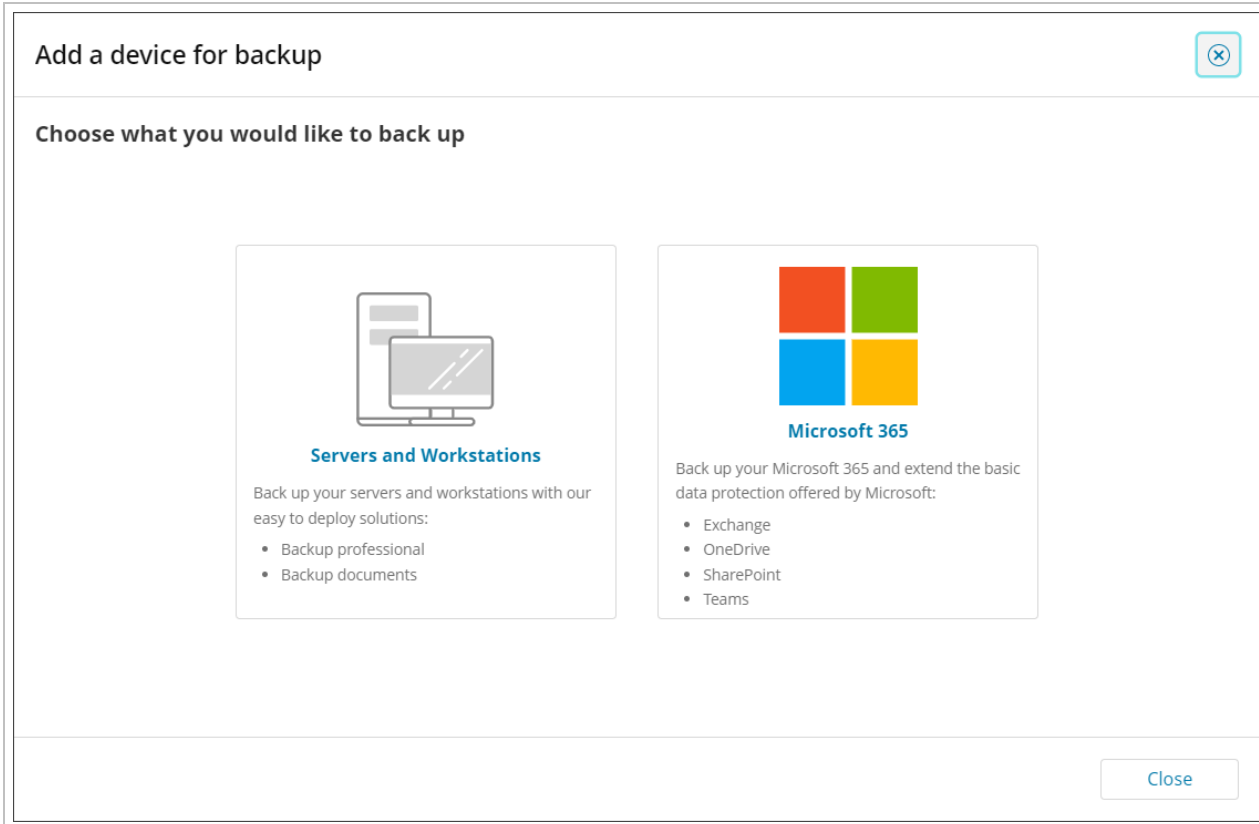 Add a device for backup
Choose what you would like to back up
Servers and Workstations
Back up your servers and workstations with our
easy to deploy solutions:
• Backup professional
• Backup documents
Microsoft 365
Back up your Microsoft 365 and extend the basic
data protection offered by Microsoft:
• Exchange
• OneDrive
• SharePoint
• Teams
Close